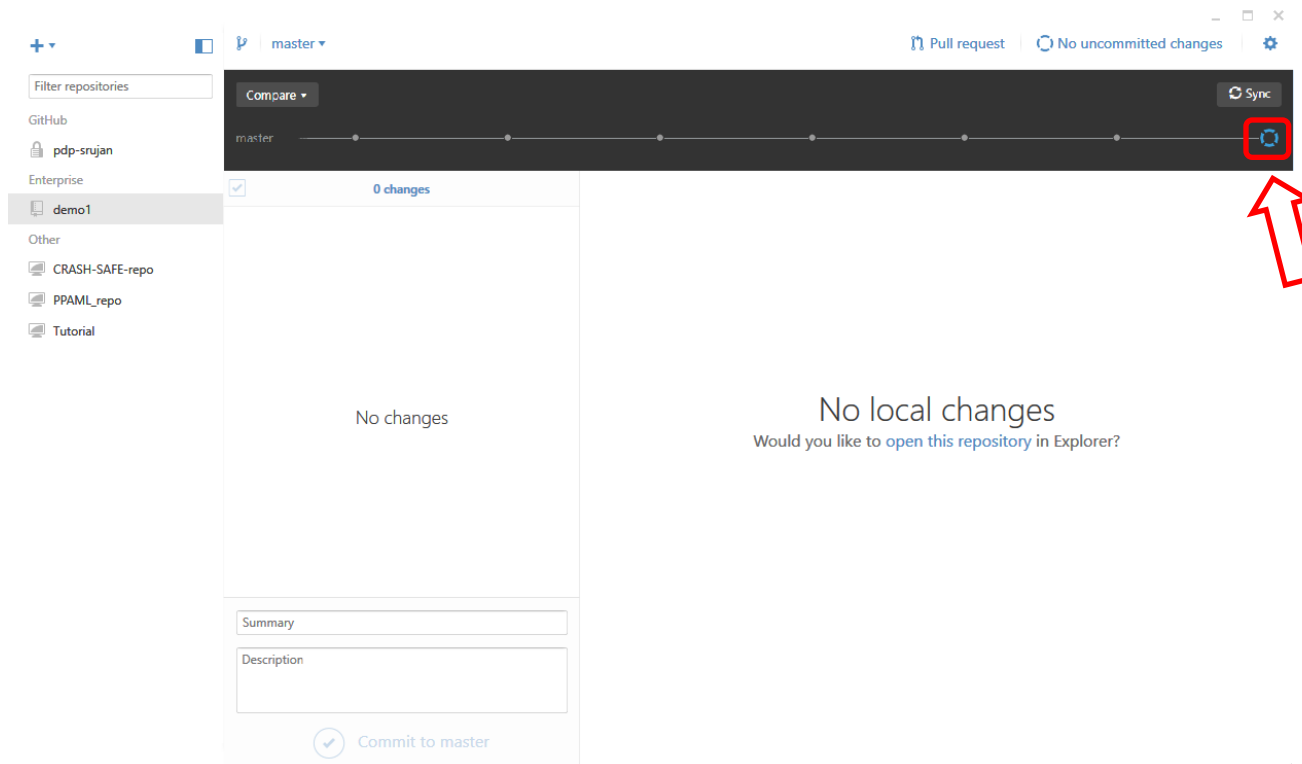 master
Pull request
No uncommitted changes
Filter repositories
GitHub
pdp-srujan
Enterprise
demo1
Other
CRASH-SAFE-repo
PPAML_repo
Tutorial
Compare
Sync
master
0 changes
No changes
Summary
Description
Commit to master
No local changes
Would you like to open this repository in Explorer?